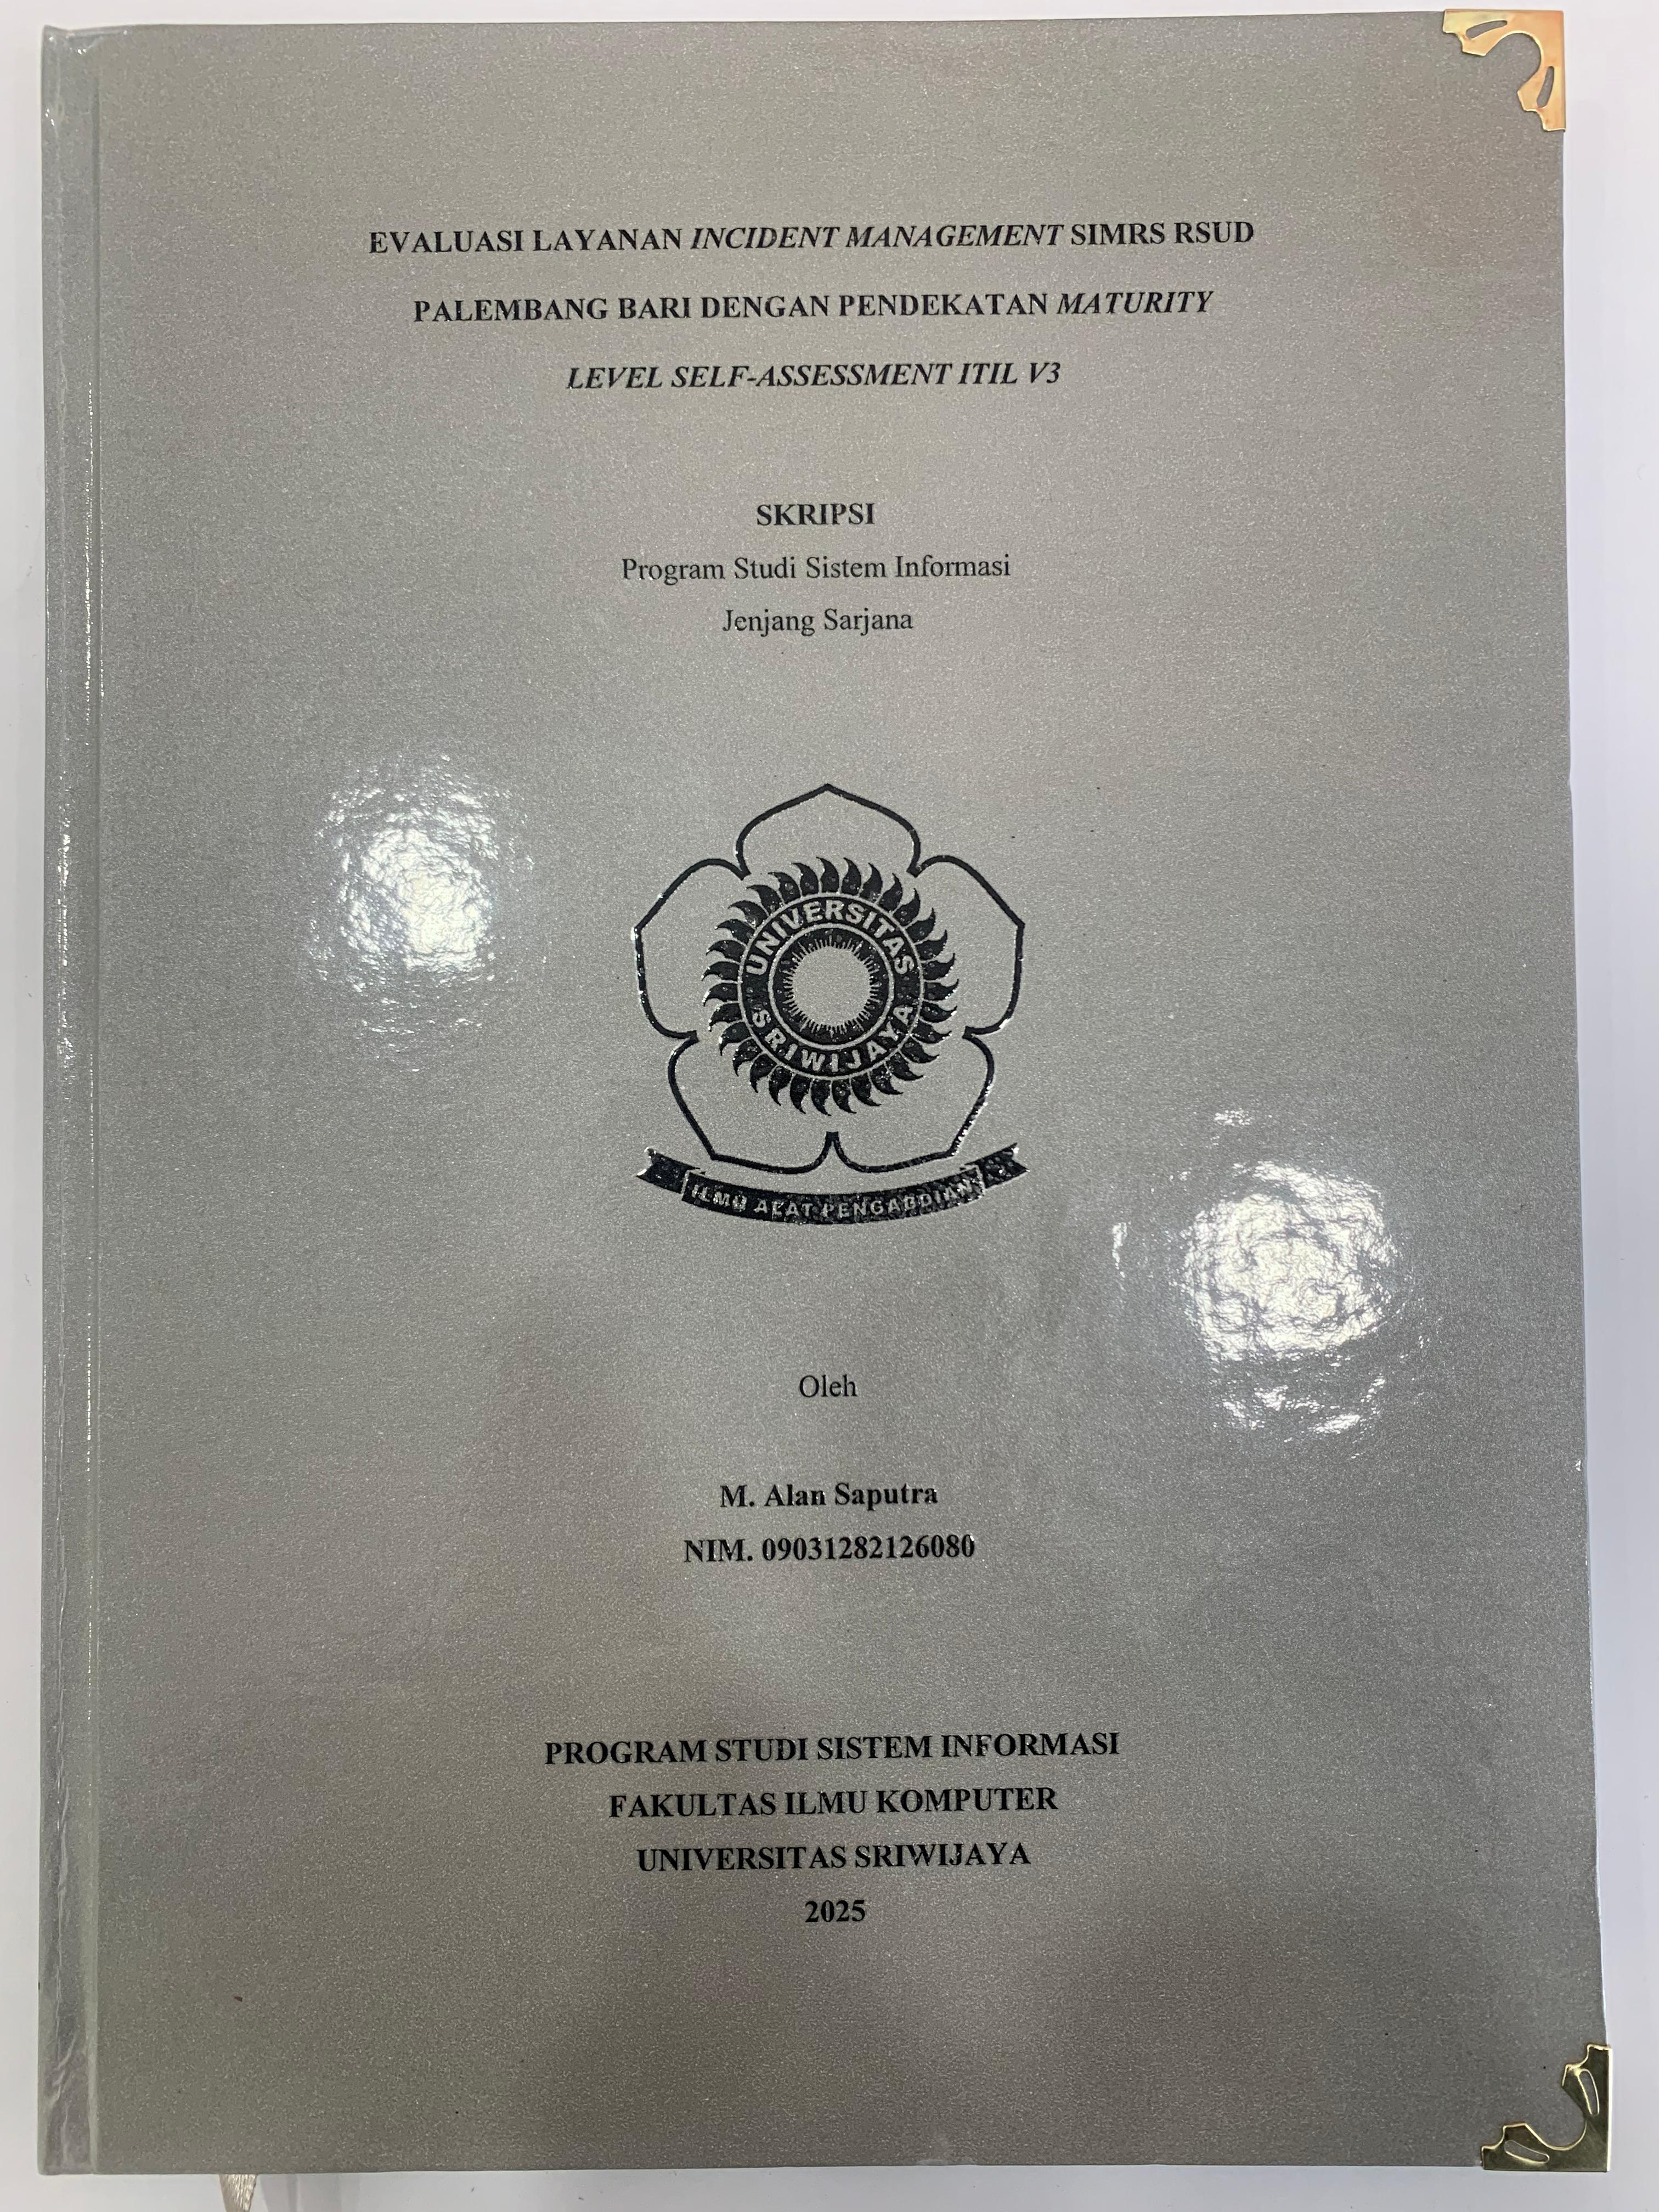 EVALUASI LAYANAN INCIDENT MANAGEMENT SIMRS RSUD
PALEMBANG BARI DENGAN PENDEKATAN MATURITY
LEVEL SELF-ASSESSMENT ITIL V3
SKRIPSI
Program Studi Sistem Informasi
Jenjang Sarjana
UNIVERSITAS
SRIWIJAYA
ILMU ALAT PENGABDIAN
Oleh
M. Alan Saputra
NIM. 09031282126080
PROGRAM STUDI SISTEM INFORMASI
FAKULTAS ILMU KOMPUTER
UNIVERSITAS SRIWIJAYA
2025